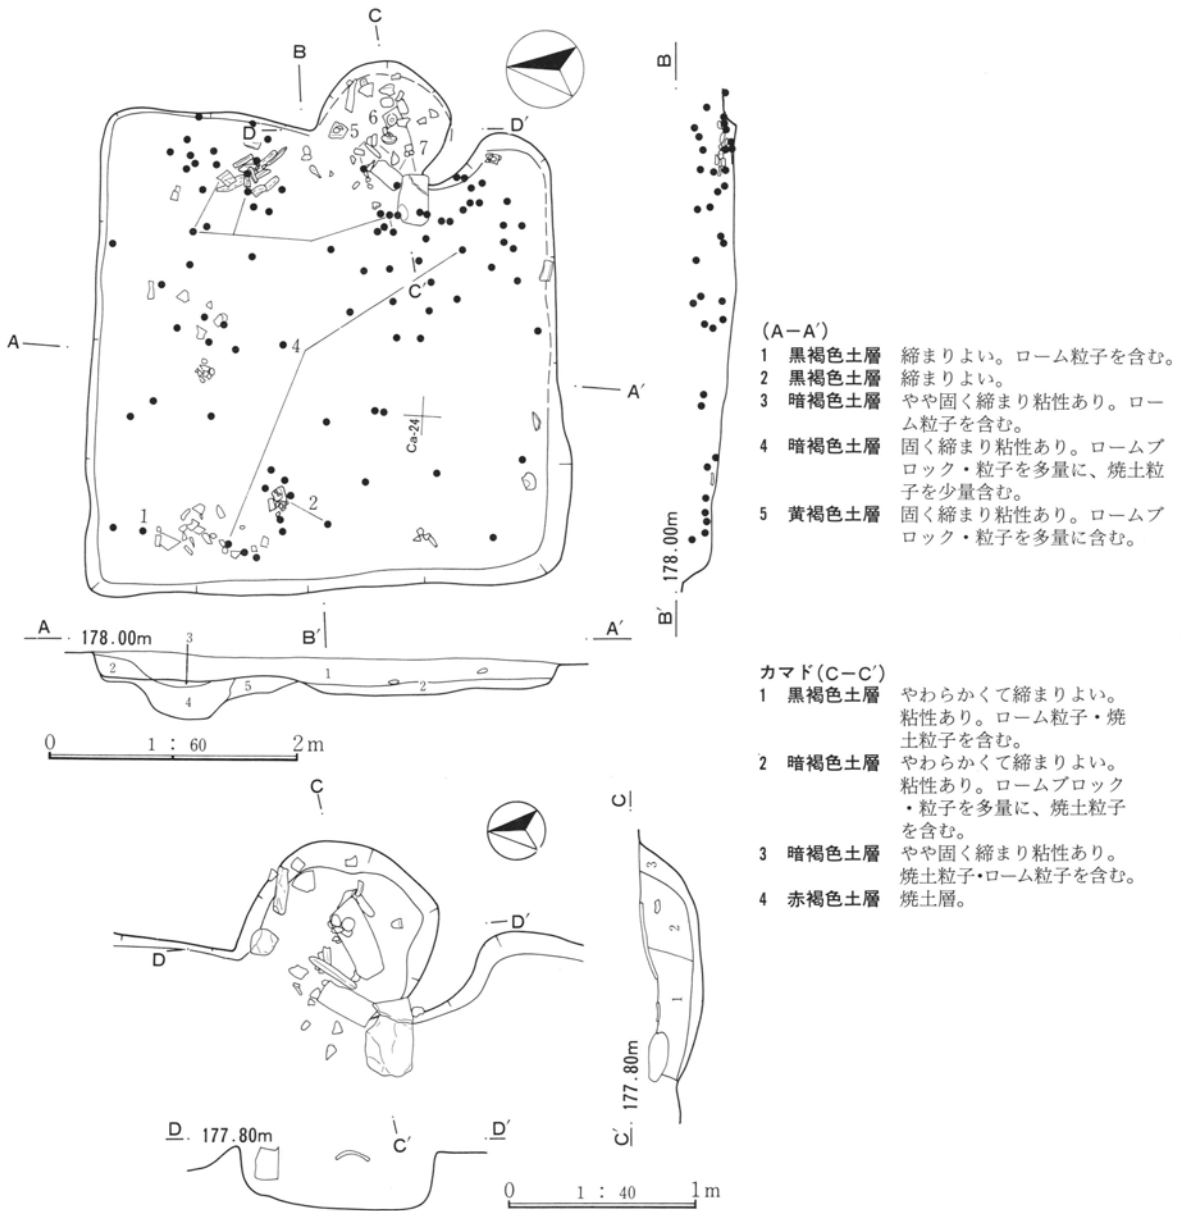 C
B
D
D'
5
6
7
C'
4
A
A'
Ca-24
1
2
B'
B
178.00m
B'
A
178.00m
3
A'
2
1
4
5
2
0
1 : 60
2m
(A-A')
1 黒褐色土層 締まりよい。ローム粒子を含む。
2 黒褐色土層 締まりよい。
3 暗褐色土層 やや固く締まり粘性あり。ロー
ム粒子を含む。
4 暗褐色土層 固く締まり粘性あり。ロームブ
ロック・粒子を多量に、焼土粒
子を少量含む。
5 黄褐色土層 固く締まり粘性あり。ロームブ
ロック・粒子を多量に含む。
C
D
D'
C'
C
3
2
1
177.80m
C'
D
177.80m
D'
0
1 : 40
1m
カマド(C-C')
1 黒褐色土層 やわらかくて締まりよい。
粘性あり。ローム粒子・焼
土粒子を含む。
2 暗褐色土層 やわらかくて締まりよい。
粘性あり。ロームブロック
・粒子を多量に、焼土粒子
を含む。
3 暗褐色土層 やや固く締まり粘性あり。
焼土粒子・ローム粒子を含む。
4 赤褐色土層 焼土層。